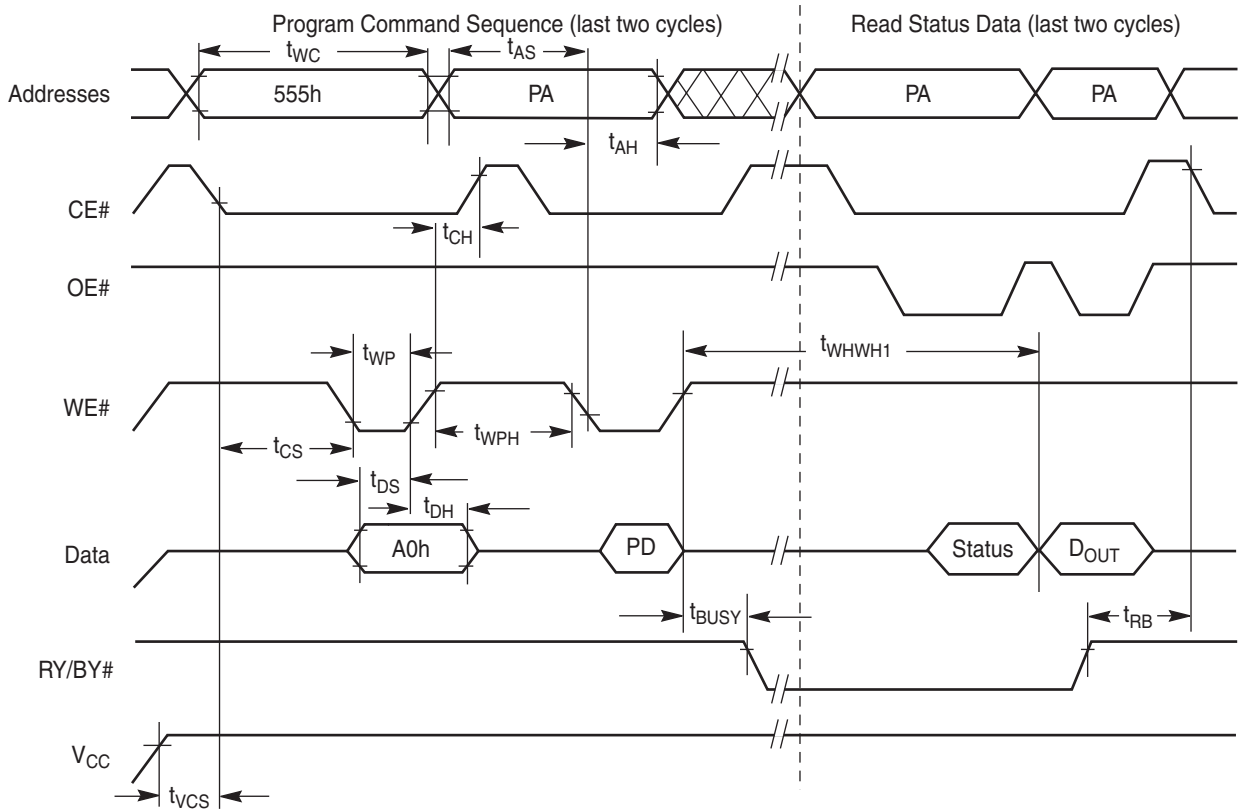 Program Command Sequence (last two cycles) Read Status Data (last two cycles)
tWC tAS
Addresses 555h PA PA PA
tAH
CE#
tCH
OE#
tWP tWHWH1
WE#
tCS tWPH
tDS
tDH
Data A0h PD Status DOUT
tBUSY tRB
RY/BY#
VCC
tVCS